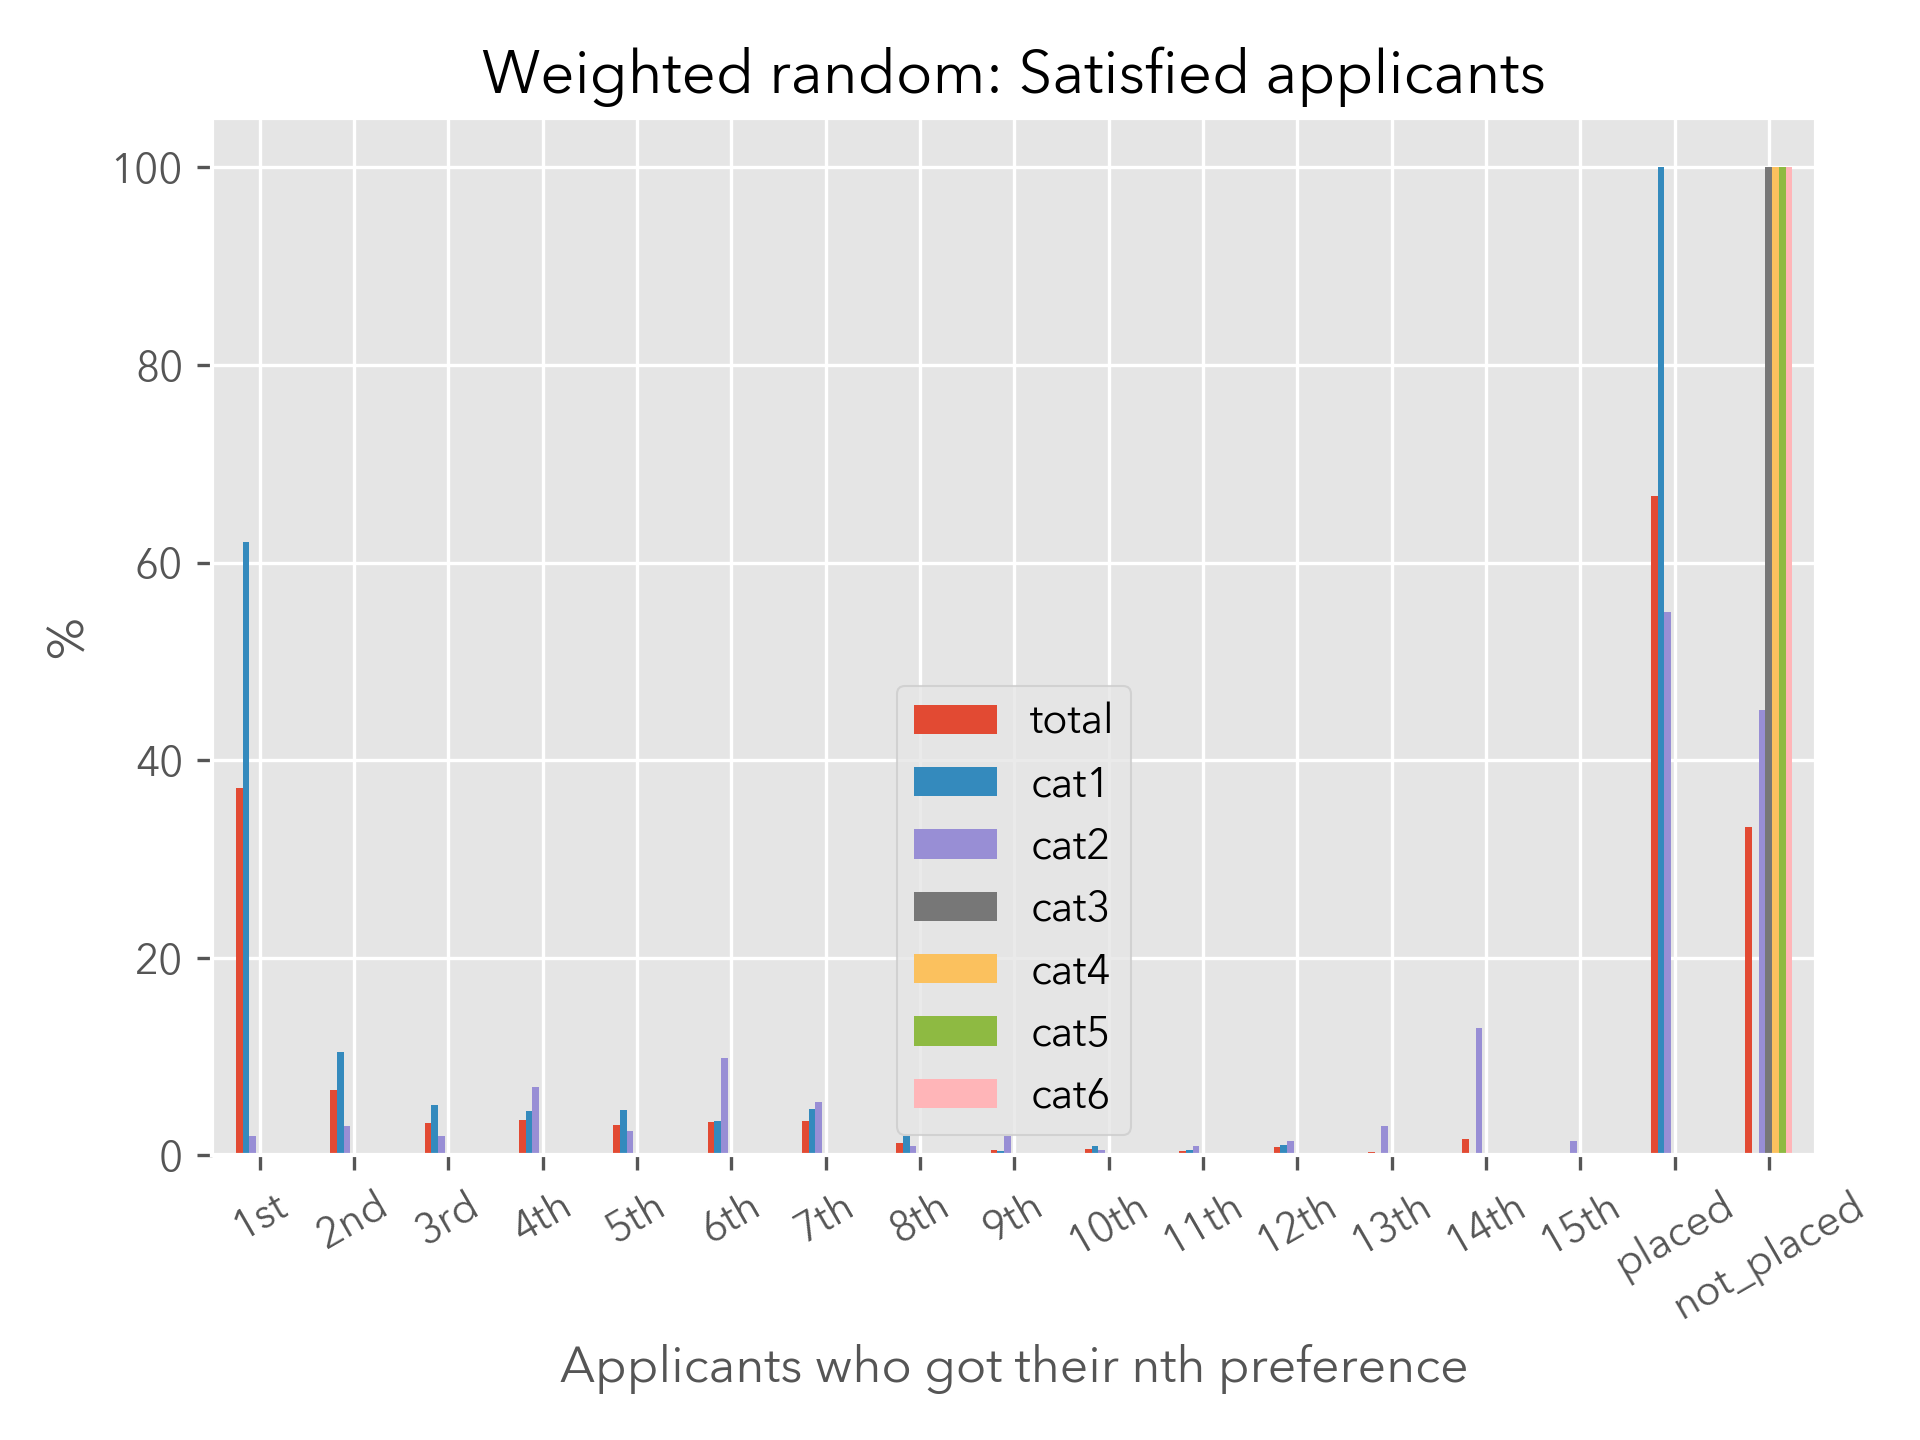 Weighted random: Satisfied applicants
100
80
60
40
20
0
%
total
cat1
cat2
cat3
cat4
cat5
cat6
1st 2nd 3rd 4th 5th 6th 7th 8th 9th 10th 11th 12th 13th 14th 15th placed not_placed
Applicants who got their nth preference